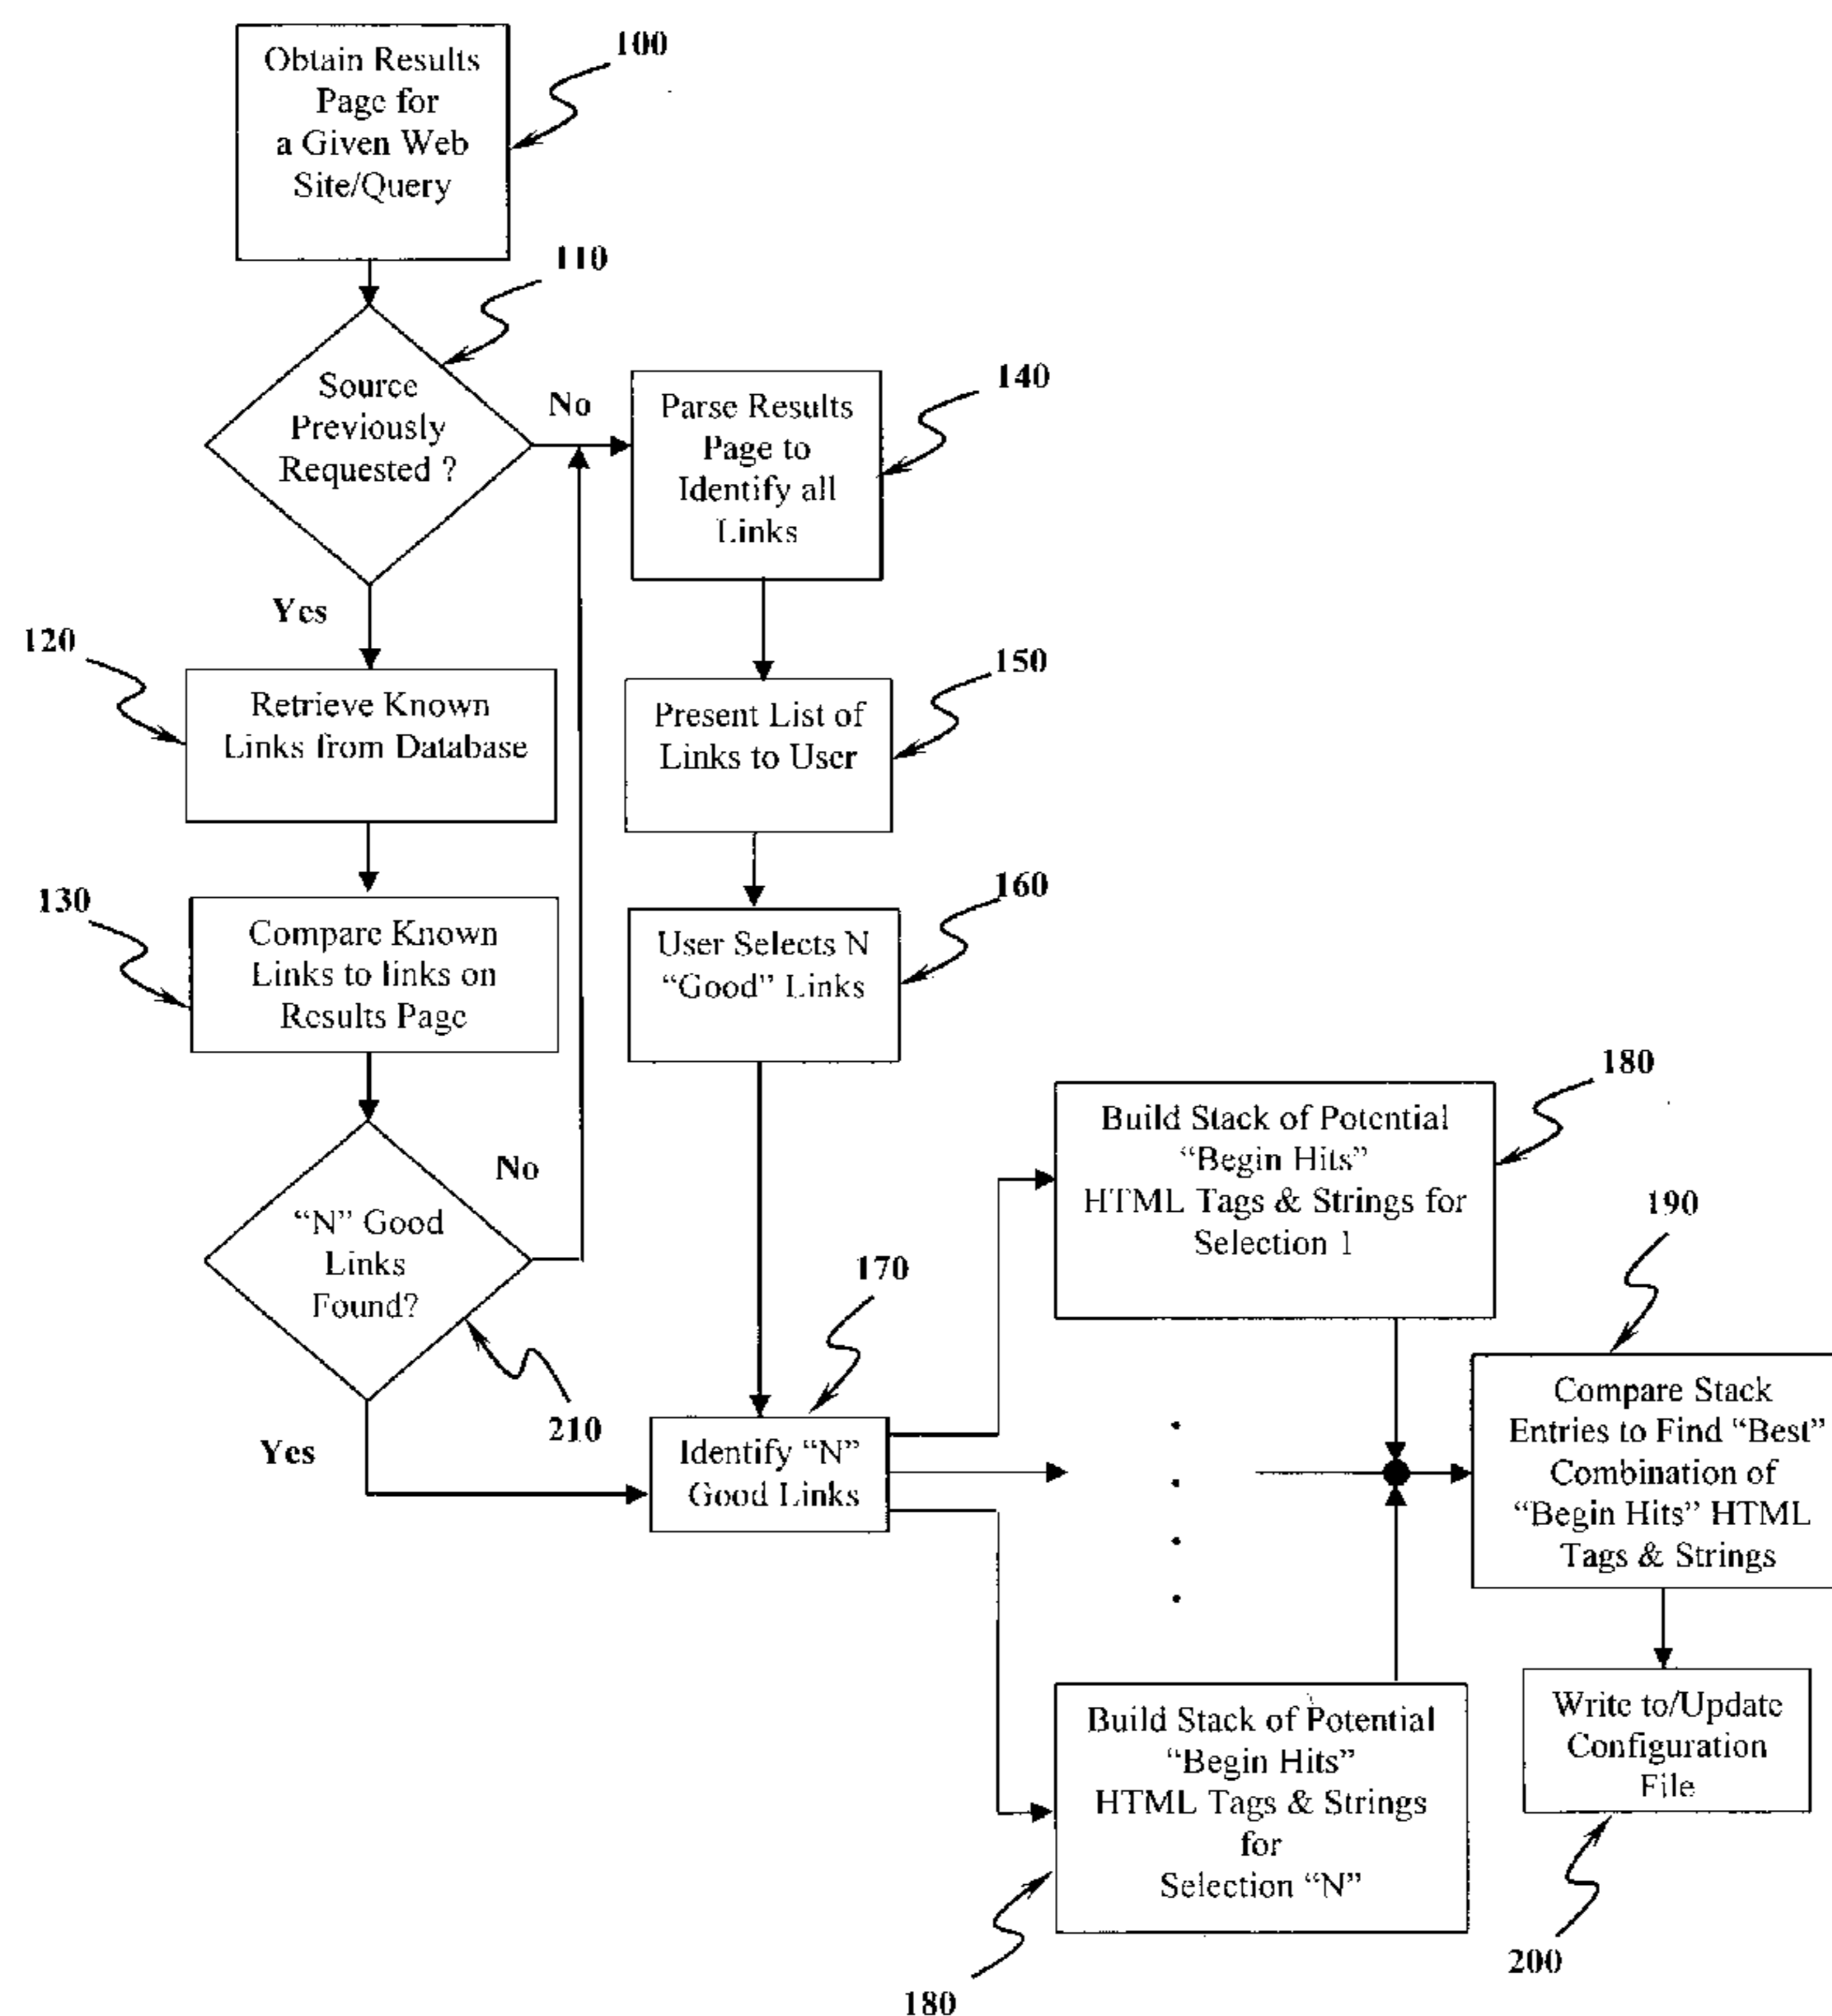 Obtain Results
Page for
a Given Web
Site/Query
100
110
Source
Previously
Requested ?
No
Yes
Parse Results
Page to
Identify all
Links
140
120
Retrieve Known
Links from Database
Present List of
Links to User
150
130
Compare Known
Links to links on
Results Page
User Selects N
“Good” Links
160
“N” Good
Links
Found?
No
Yes
210
170
Identify “N”
Good Links
Build Stack of Potential
“Begin Hits”
HTML Tags & Strings for
Selection 1
180
190
Compare Stack
Entries to Find “Best”
Combination of
“Begin Hits” HTML
Tags & Strings
Build Stack of Potential
“Begin Hits”
HTML Tags & Strings
for
Selection “N”
180
Write to/Update
Configuration
File
200